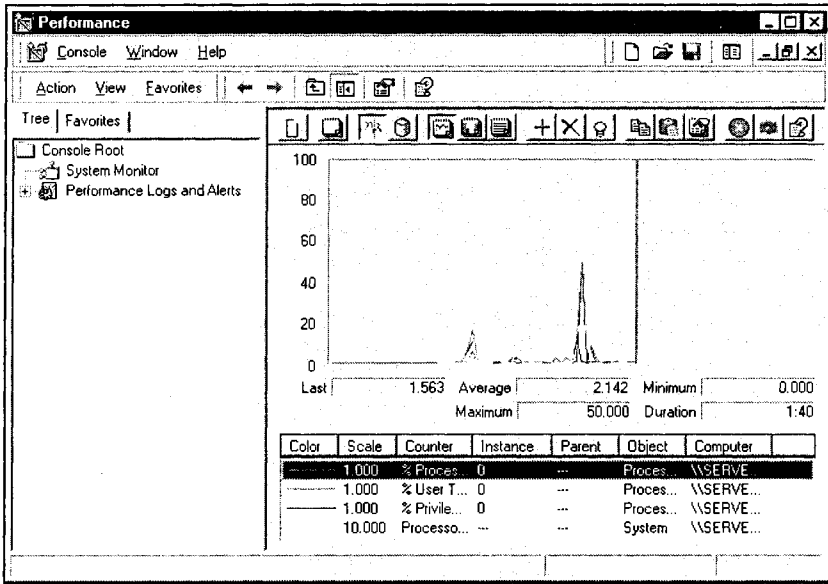 Performance
Console Window Help
Action View Favorites
Tree Favorites
Console Root
System Monitor
Performance Logs and Alerts
100
80
60
40
20
0
Last 1.563 Average 2.142 Minimum 0.000
Maximum 50.000 Duration 1:40
Color Scale Counter Instance Parent Object Computer
1.000 % Proces... 0 --- Proces... \\SERVE...
1.000 % User T... 0 --- Proces... \\SERVE...
1.000 % Privile... 0 --- Proces... \\SERVE...
10.000 Processo... --- --- System \\SERVE...